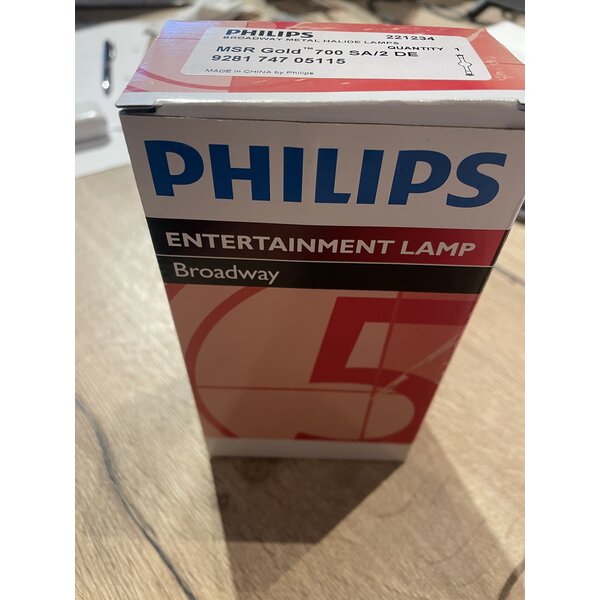 PHILIPS 221234
BROADWAY METAL HALIDE LAMPS
QUANTITY 1
MSR Gold™ 700 SA/2 DE
9281 747 05115
MADE IN CHINA by Philips
PHILIPS
ENTERTAINMENT LAMP
Broadway
5